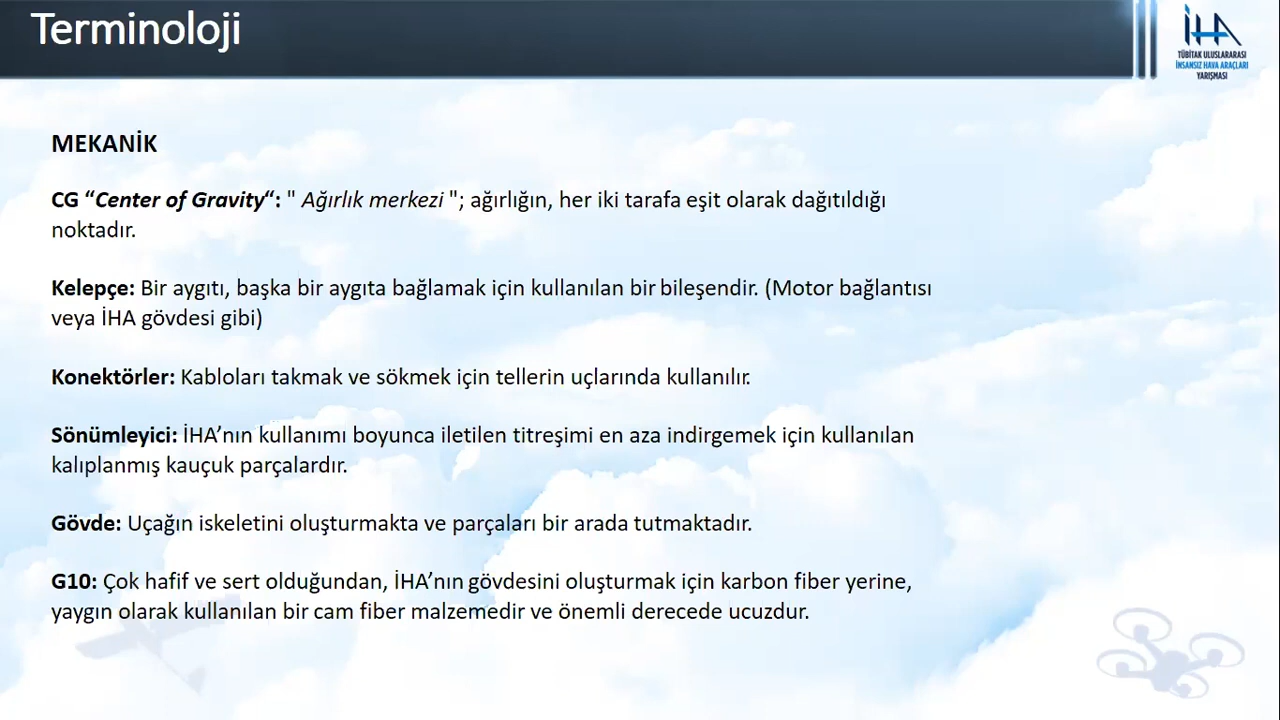 Terminoloji
İHA
TÜBİTAK ULUSLARARASI
İNSANSIZ HAVA ARAÇLARI
YARIŞMASI
MEKANİK
CG “Center of Gravity“: " Ağırlık merkezi "; ağırlığın, her iki tarafa eşit olarak dağıtıldığı
noktadır.
Kelepçe: Bir aygıtı, başka bir aygıta bağlamak için kullanılan bir bileşendir. (Motor bağlantısı
veya İHA gövdesi gibi)
Konektörler: Kabloları takmak ve sökmek için tellerin uçlarında kullanılır.
Sönümleyici: İHA’nın kullanımı boyunca iletilen titreşimi en aza indirgemek için kullanılan
kalıplanmış kauçuk parçalardır.
Gövde: Uçağın iskeletini oluşturmakta ve parçaları bir arada tutmaktadır.
G10: Çok hafif ve sert olduğundan, İHA’nın gövdesini oluşturmak için karbon fiber yerine,
yaygın olarak kullanılan bir cam fiber malzemedir ve önemli derecede ucuzdur.